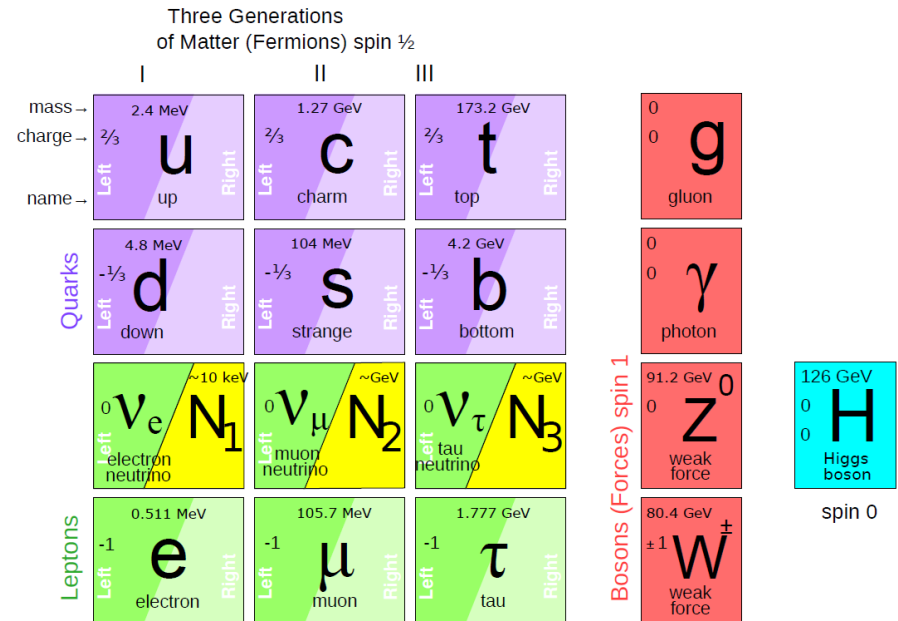 Three Generations
of Matter (Fermions) spin ½
I II III
mass→ 2.4 MeV 1.27 GeV 173.2 GeV 0
charge→ ⅔ ⅔ ⅔ 0
u c t g
Left Right Left Right Left Right
name→ up charm top gluon
4.8 MeV 104 MeV 4.2 GeV 0
-⅓ -⅓ -⅓ 0
Quarks
d s b γ
Left Right Left Right Left Right
down strange bottom photon
~10 keV ~GeV ~GeV 91.2 GeV 126 GeV
0 νe N1 0 νμ N2 0 ντ N3 0 Z0 0 H
0
Left Left Left
electron muon tau weak Higgs
neutrino neutrino neutrino force boson
spin 0
Bosons (Forces) spin 1
0.511 MeV 105.7 MeV 1.777 GeV 80.4 GeV
-1 -1 -1 ±1
Leptons
e μ τ W±
Left Right Left Right Left Right
electron muon tau weak
force